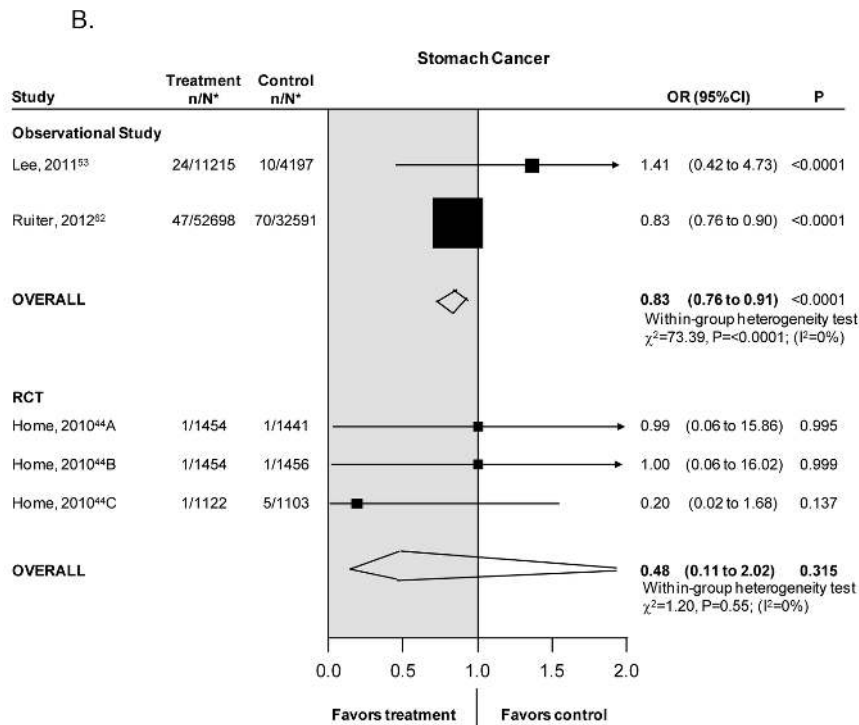 B.
Stomach Cancer
Treatment Control
Study n/N* n/N* OR (95%CI) P
Observational Study
Lee, 2011⁵³ 24/11215 10/4197 1.41 (0.42 to 4.73) <0.0001
Ruiter, 2012⁸² 47/52698 70/32591 0.83 (0.76 to 0.90) <0.0001
OVERALL 0.83 (0.76 to 0.91) <0.0001
Within-group heterogeneity test
χ²=73.39, P=<0.0001; (I²=0%)
RCT
Home, 2010⁴⁴A 1/1454 1/1441 0.99 (0.06 to 15.86) 0.995
Home, 2010⁴⁴B 1/1454 1/1456 1.00 (0.06 to 16.02) 0.999
Home, 2010⁴⁴C 1/1122 5/1103 0.20 (0.02 to 1.68) 0.137
OVERALL 0.48 (0.11 to 2.02) 0.315
Within-group heterogeneity test
χ²=1.20, P=0.55; (I²=0%)
0.0 0.5 1.0 1.5 2.0
Favors treatment Favors control